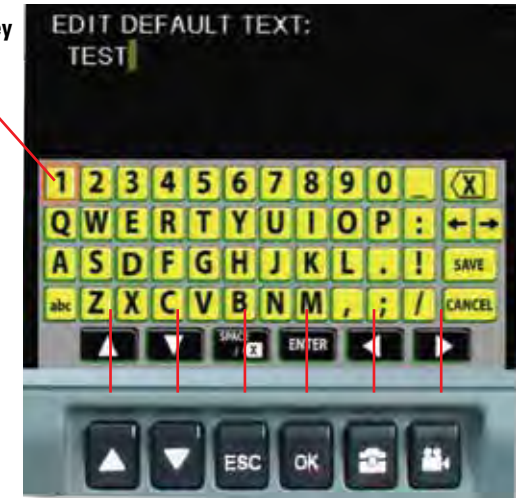 ey
EDIT DEFAULT TEXT:
TEST
1 2 3 4 5 6 7 8 9 0 _ X
Q W E R T Y U I O P : ← →
A S D F G H J K L . ! SAVE
abc Z X C V B N M , ; / CANCEL
▲ ▼ SPACE / X ENTER ◀ ▶
▲ ▼ ESC OK